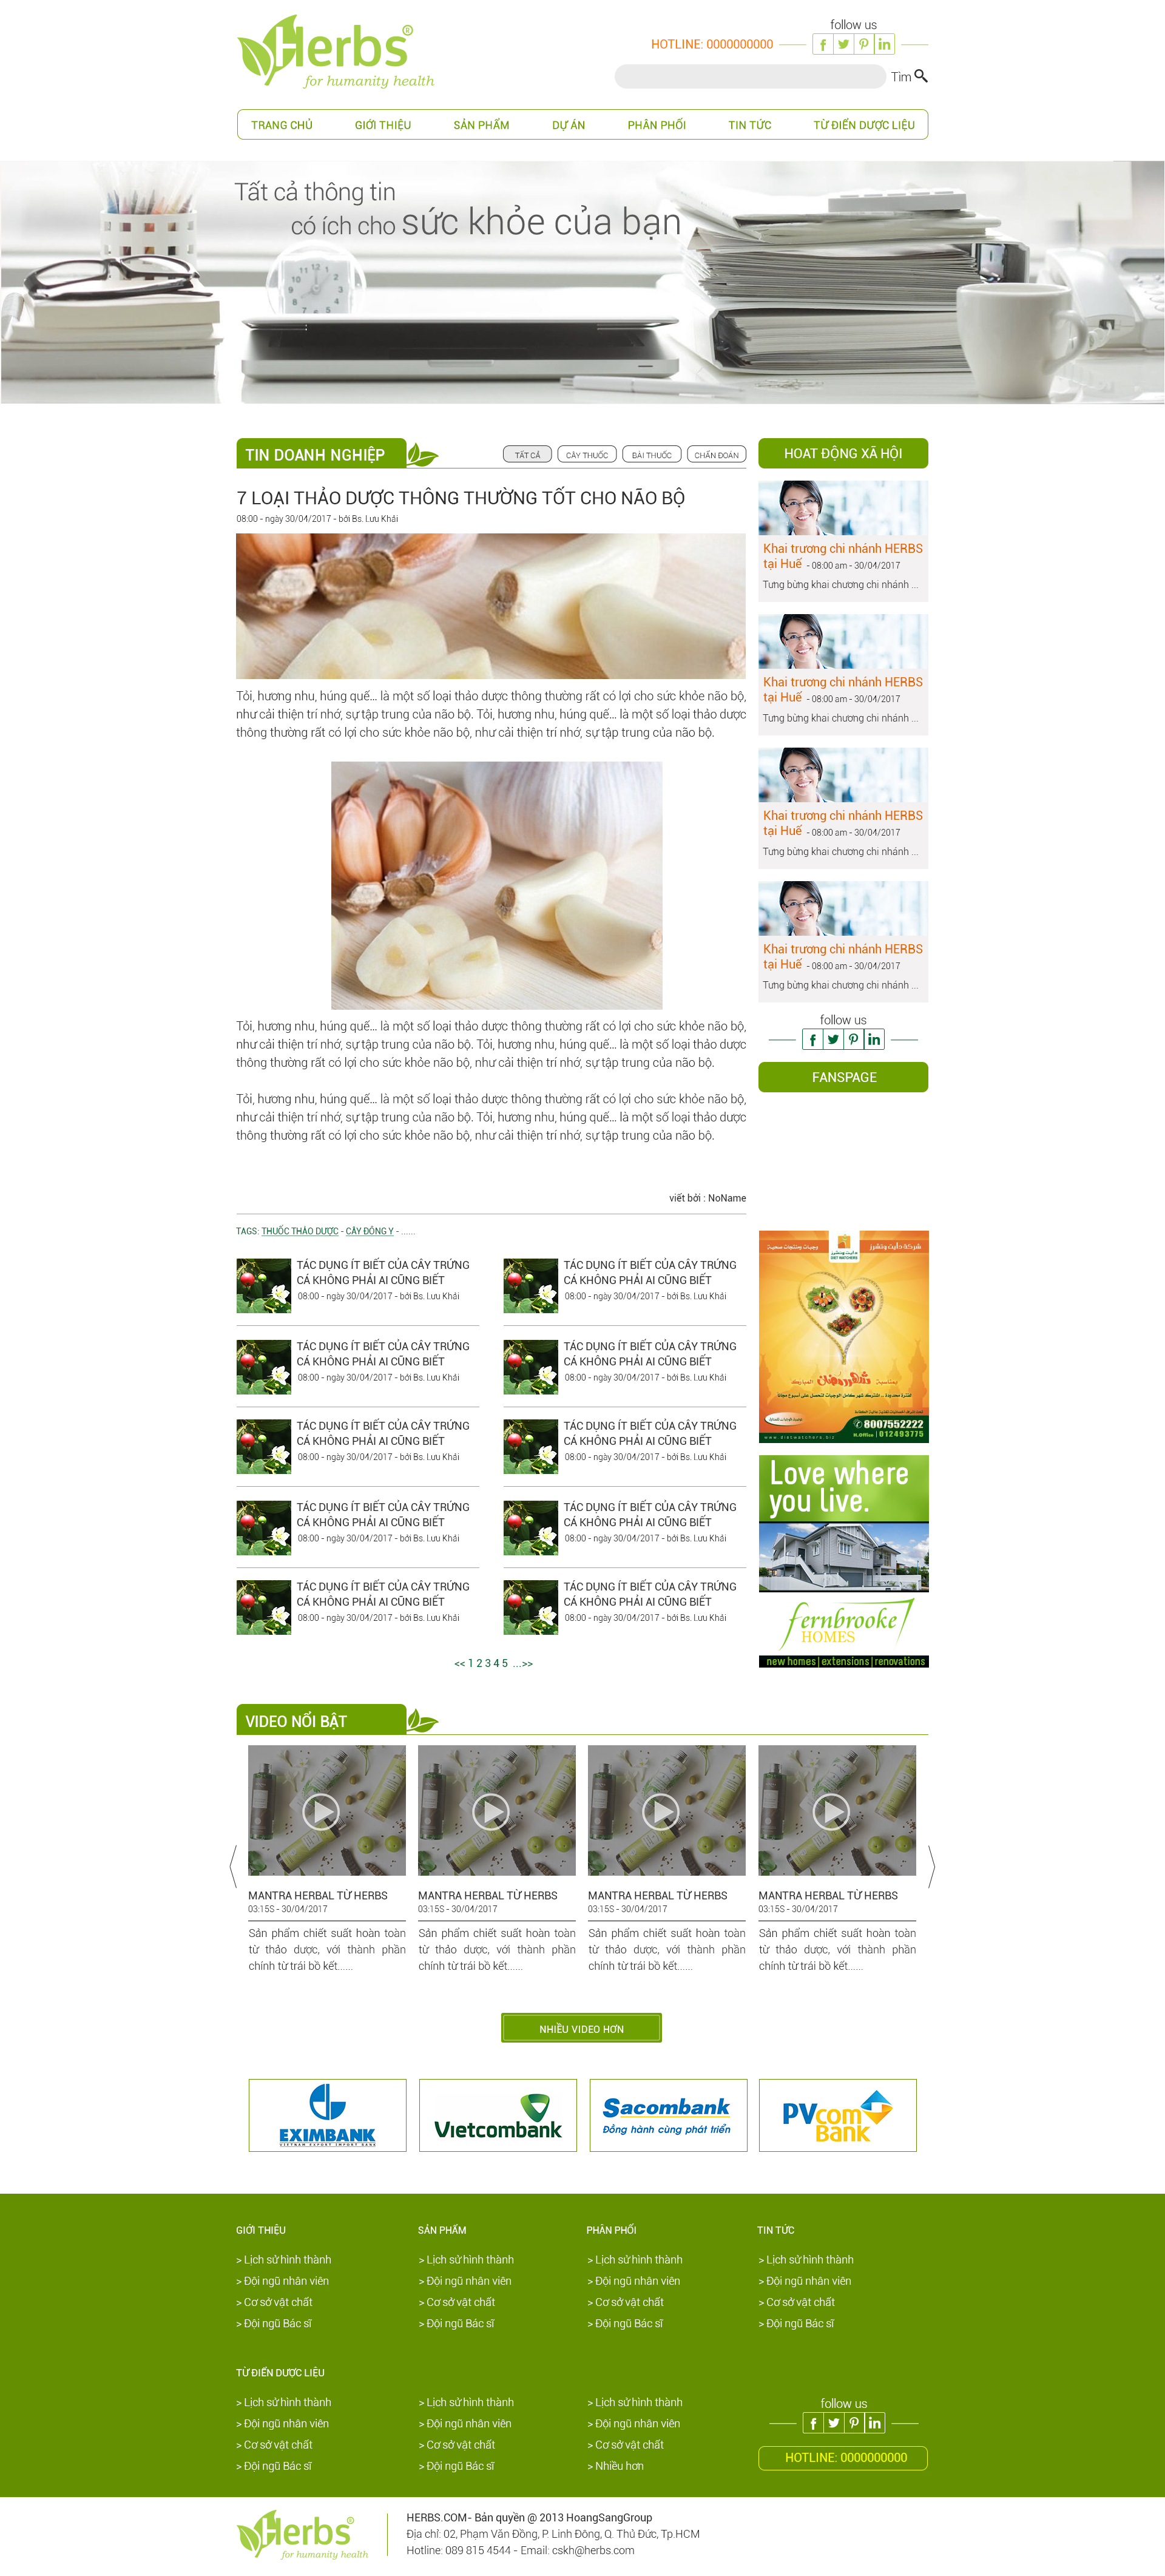 Herbs®
for humanity health
follow us
HOTLINE: 0000000000
Tìm
TRANG CHỦ GIỚI THIỆU SẢN PHẨM DỰ ÁN PHÂN PHỐI TIN TỨC TỪ ĐIỂN DƯỢC LIỆU
Tất cả thông tin
có ích cho sức khỏe của bạn
TIN DOANH NGHIỆP
TẤT CẢ CÂY THUỐC BÀI THUỐC CHẨN ĐOÁN
7 LOẠI THẢO DƯỢC THÔNG THƯỜNG TỐT CHO NÃO BỘ
08:00 - ngày 30/04/2017 - bởi Bs. Lưu Khải
Tỏi, hương nhu, húng quế... là một số loại thảo dược thông thường rất có lợi cho sức khỏe não bộ,
như cải thiện trí nhớ, sự tập trung của não bộ. Tỏi, hương nhu, húng quế... là một số loại thảo dược
thông thường rất có lợi cho sức khỏe não bộ, như cải thiện trí nhớ, sự tập trung của não bộ.
Tỏi, hương nhu, húng quế... là một số loại thảo dược thông thường rất có lợi cho sức khỏe não bộ,
như cải thiện trí nhớ, sự tập trung của não bộ. Tỏi, hương nhu, húng quế... là một số loại thảo dược
thông thường rất có lợi cho sức khỏe não bộ, như cải thiện trí nhớ, sự tập trung của não bộ.
Tỏi, hương nhu, húng quế... là một số loại thảo dược thông thường rất có lợi cho sức khỏe não bộ,
như cải thiện trí nhớ, sự tập trung của não bộ. Tỏi, hương nhu, húng quế... là một số loại thảo dược
thông thường rất có lợi cho sức khỏe não bộ, như cải thiện trí nhớ, sự tập trung của não bộ.
viết bởi : NoName
TAGS: THUỐC THẢO DƯỢC - CÂY ĐÔNG Y - ......
TÁC DỤNG ÍT BIẾT CỦA CÂY TRỨNG
CÁ KHÔNG PHẢI AI CŨNG BIẾT
08:00 - ngày 30/04/2017 - bởi Bs. Lưu Khải
TÁC DỤNG ÍT BIẾT CỦA CÂY TRỨNG
CÁ KHÔNG PHẢI AI CŨNG BIẾT
08:00 - ngày 30/04/2017 - bởi Bs. Lưu Khải
TÁC DỤNG ÍT BIẾT CỦA CÂY TRỨNG
CÁ KHÔNG PHẢI AI CŨNG BIẾT
08:00 - ngày 30/04/2017 - bởi Bs. Lưu Khải
TÁC DỤNG ÍT BIẾT CỦA CÂY TRỨNG
CÁ KHÔNG PHẢI AI CŨNG BIẾT
08:00 - ngày 30/04/2017 - bởi Bs. Lưu Khải
TÁC DỤNG ÍT BIẾT CỦA CÂY TRỨNG
CÁ KHÔNG PHẢI AI CŨNG BIẾT
08:00 - ngày 30/04/2017 - bởi Bs. Lưu Khải
TÁC DỤNG ÍT BIẾT CỦA CÂY TRỨNG
CÁ KHÔNG PHẢI AI CŨNG BIẾT
08:00 - ngày 30/04/2017 - bởi Bs. Lưu Khải
TÁC DỤNG ÍT BIẾT CỦA CÂY TRỨNG
CÁ KHÔNG PHẢI AI CŨNG BIẾT
08:00 - ngày 30/04/2017 - bởi Bs. Lưu Khải
TÁC DỤNG ÍT BIẾT CỦA CÂY TRỨNG
CÁ KHÔNG PHẢI AI CŨNG BIẾT
08:00 - ngày 30/04/2017 - bởi Bs. Lưu Khải
TÁC DỤNG ÍT BIẾT CỦA CÂY TRỨNG
CÁ KHÔNG PHẢI AI CŨNG BIẾT
08:00 - ngày 30/04/2017 - bởi Bs. Lưu Khải
TÁC DỤNG ÍT BIẾT CỦA CÂY TRỨNG
CÁ KHÔNG PHẢI AI CŨNG BIẾT
08:00 - ngày 30/04/2017 - bởi Bs. Lưu Khải
<< 1 2 3 4 5 ...>>
HOẠT ĐỘNG XÃ HỘI
Khai trương chi nhánh HERBS
tại Huế - 08:00 am - 30/04/2017
Tưng bừng khai chương chi nhánh ...
Khai trương chi nhánh HERBS
tại Huế - 08:00 am - 30/04/2017
Tưng bừng khai chương chi nhánh ...
Khai trương chi nhánh HERBS
tại Huế - 08:00 am - 30/04/2017
Tưng bừng khai chương chi nhánh ...
Khai trương chi nhánh HERBS
tại Huế - 08:00 am - 30/04/2017
Tưng bừng khai chương chi nhánh ...
follow us
FANSPAGE
وجبات ومنتجات صحية
شركة دايت وتشرز
DIET WATCHERS
8007552222
012493775
www.dietwatchers.biz
Love where
you live.
fernbrooke
HOMES
new homes | extensions | renovations
VIDEO NỔI BẬT
MANTRA HERBAL TỪ HERBS
03:15S - 30/04/2017
Sản phẩm chiết suất hoàn toàn
từ thảo dược, với thành phần
chính từ trái bồ kết......
MANTRA HERBAL TỪ HERBS
03:15S - 30/04/2017
Sản phẩm chiết suất hoàn toàn
từ thảo dược, với thành phần
chính từ trái bồ kết......
MANTRA HERBAL TỪ HERBS
03:15S - 30/04/2017
Sản phẩm chiết suất hoàn toàn
từ thảo dược, với thành phần
chính từ trái bồ kết......
MANTRA HERBAL TỪ HERBS
03:15S - 30/04/2017
Sản phẩm chiết suất hoàn toàn
từ thảo dược, với thành phần
chính từ trái bồ kết......
NHIỀU VIDEO HƠN
EXIMBANK
VIETNAM EXPORT IMPORT BANK
Vietcombank
Sacombank
Đồng hành cùng phát triển
PVcom
Bank
GIỚI THIỆU
> Lịch sử hình thành
> Đội ngũ nhân viên
> Cơ sở vật chất
> Đội ngũ Bác sĩ
SẢN PHẨM
> Lịch sử hình thành
> Đội ngũ nhân viên
> Cơ sở vật chất
> Đội ngũ Bác sĩ
PHÂN PHỐI
> Lịch sử hình thành
> Đội ngũ nhân viên
> Cơ sở vật chất
> Đội ngũ Bác sĩ
TIN TỨC
> Lịch sử hình thành
> Đội ngũ nhân viên
> Cơ sở vật chất
> Đội ngũ Bác sĩ
TỪ ĐIỂN DƯỢC LIỆU
> Lịch sử hình thành
> Đội ngũ nhân viên
> Cơ sở vật chất
> Đội ngũ Bác sĩ
> Lịch sử hình thành
> Đội ngũ nhân viên
> Cơ sở vật chất
> Đội ngũ Bác sĩ
> Lịch sử hình thành
> Đội ngũ nhân viên
> Cơ sở vật chất
> Nhiều hơn
follow us
HOTLINE: 0000000000
Herbs®
for humanity health
HERBS.COM- Bản quyền @ 2013 HoangSangGroup
Địa chỉ: 02, Phạm Văn Đồng, P. Linh Đông, Q. Thủ Đức, Tp.HCM
Hotline: 089 815 4544 - Email: cskh@herbs.com